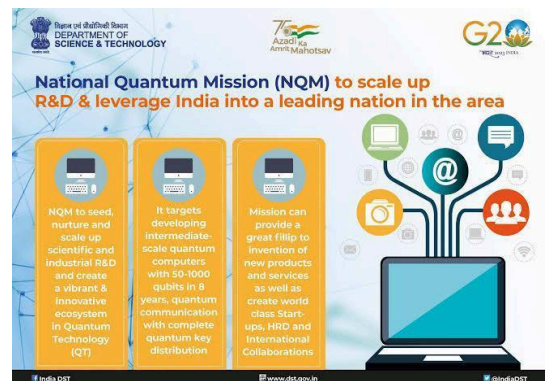 विज्ञान एवं प्रौद्योगिकी विभाग
DEPARTMENT OF
SCIENCE & TECHNOLOGY
75
Azadi Ka
Amrit Mahotsav
G20
भारत 2023 INDIA
National Quantum Mission (NQM) to scale up
R&D & leverage India into a leading nation in the area
NQM to seed,
nurture and
scale up
scientific and
industrial R&D
and create
a vibrant &
innovative
ecosystem
in Quantum
Technology
(QT)
It targets
developing
intermediate-
scale quantum
computers
with 50-1000
qubits in 8
years, quantum
communication
with complete
quantum key
distribution
Mission can
provide a
great fillip to
invention of
new products
and services
as well as
create world
class Start-
ups, HRD and
International
Collaborations
@
@
India DST
www.dst.gov.in
@IndiaDST